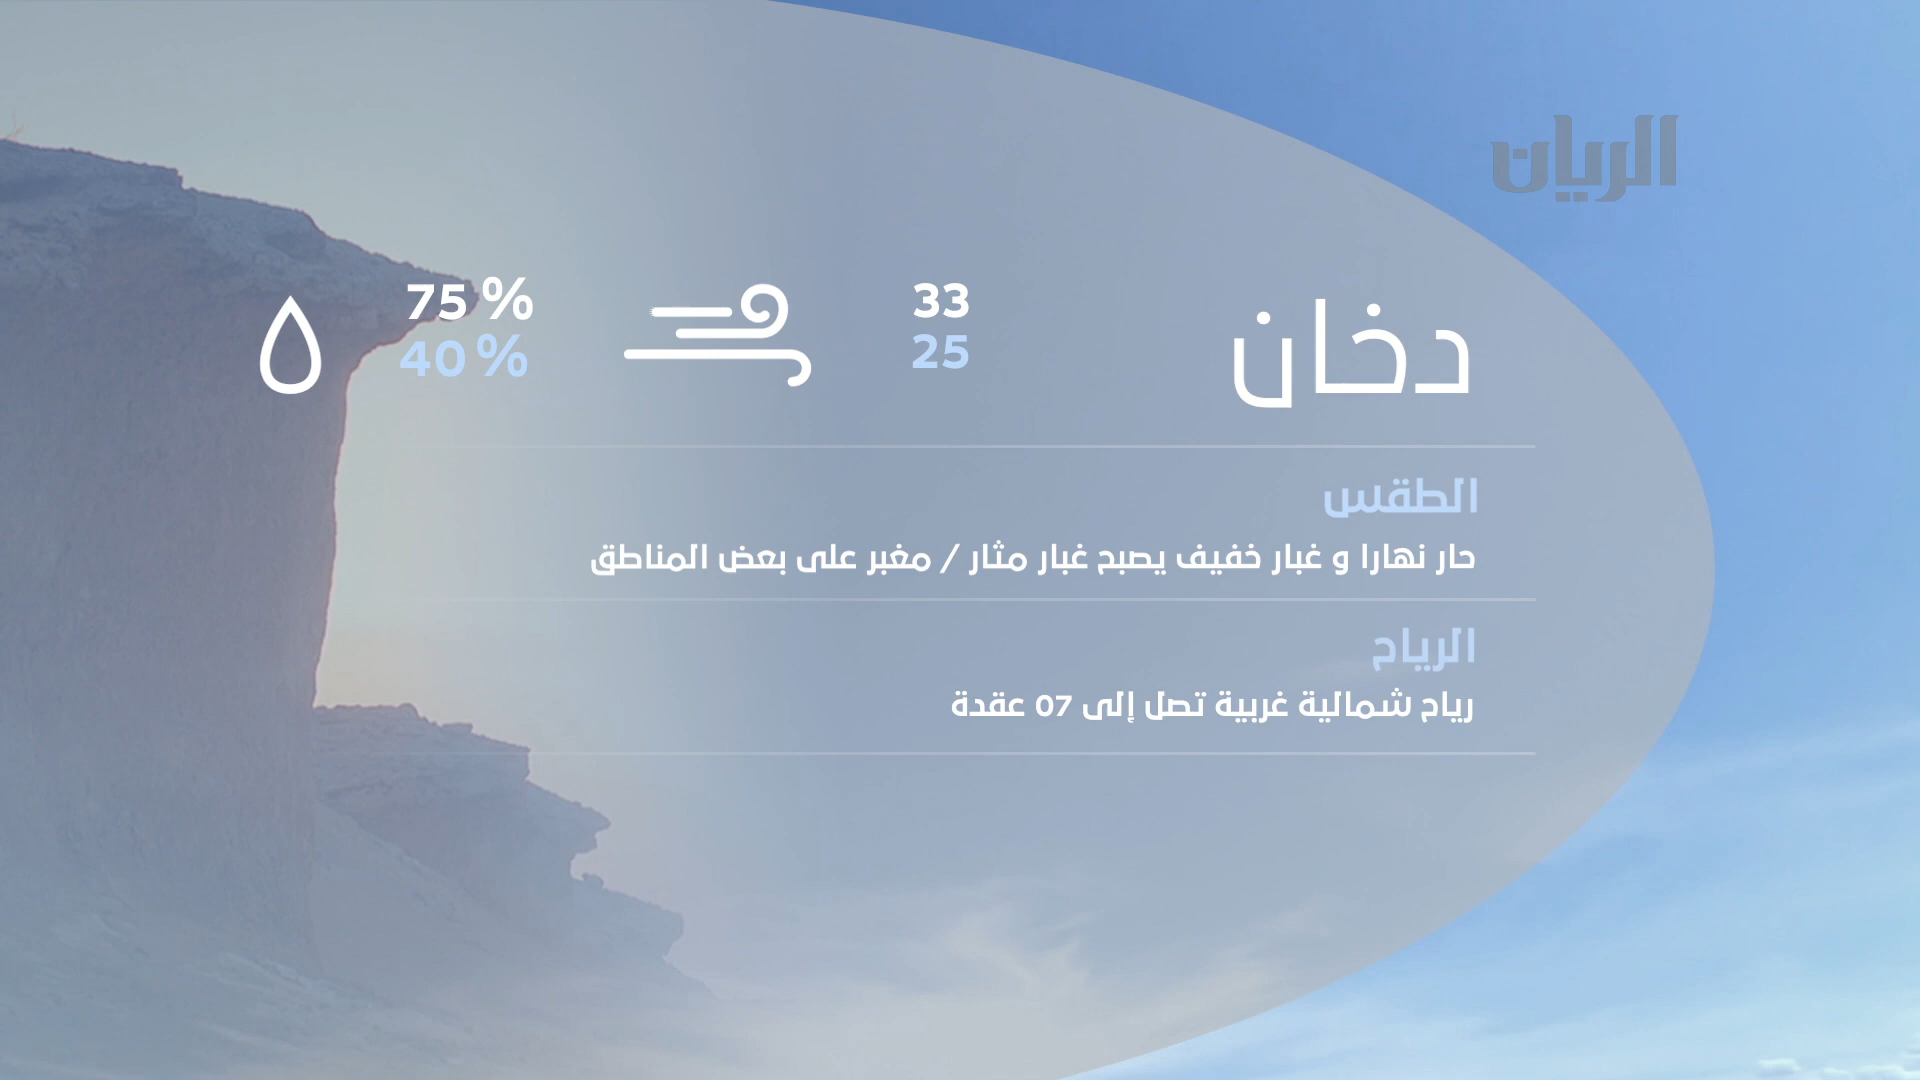 الريان
دخان
33
25
75 %
40 %
الطقس
حار نهارا و غبار خفيف يصبح غبار مثار / مغبر على بعض المناطق
الرياح
رياح شمالية غربية تصل إلى 07 عقدة